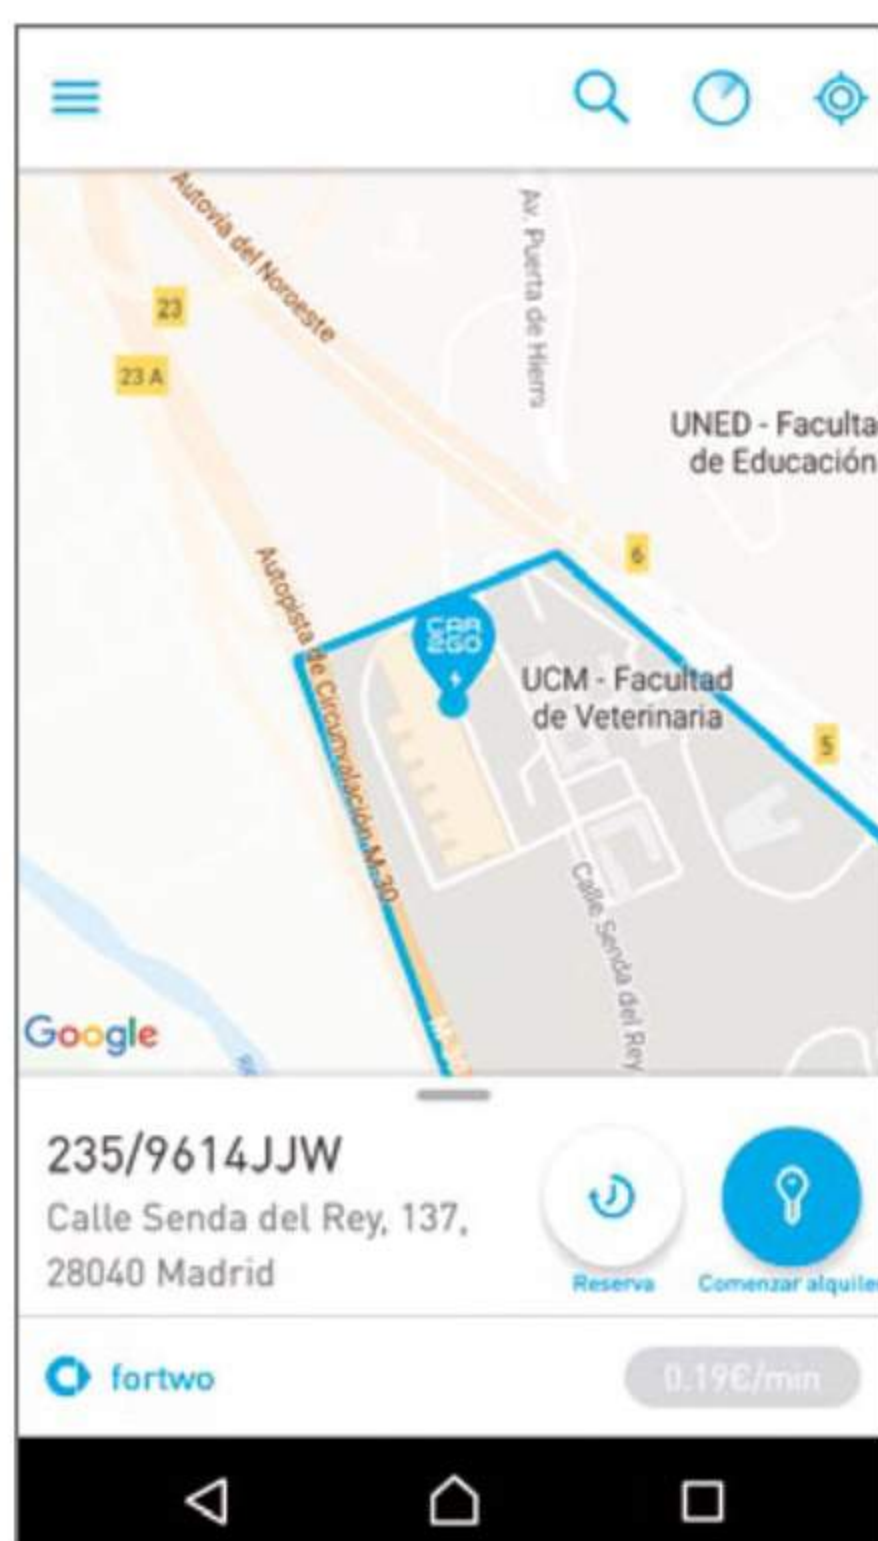 Autovía del Noroeste
Av. Puerta de Hierro
23
23 A
UNED - Faculta
de Educación
6
Autopista de Circunvalación M-30
CAR
2GO
UCM - Facultad
de Veterinaria
5
Calle Senda del Rey
Google
235/9614JJW
Calle Senda del Rey, 137,
28040 Madrid
Reserva
Comenzar alquiler
fortwo
0.19€/min